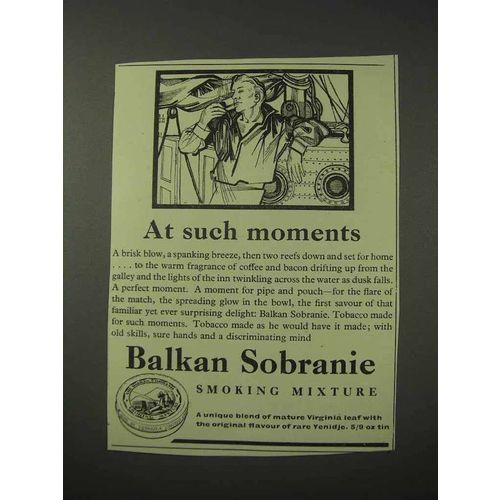 At such moments
A brisk blow, a spanking breeze, then two reefs down and set for home
. . . . to the warm fragrance of coffee and bacon drifting up from the
galley and the lights of the inn twinkling across the water as dusk falls.
A perfect moment. A moment for pipe and pouch—for the flare of
the match, the spreading glow in the bowl, the first savour of that
familiar yet ever surprising delight: Balkan Sobranie. Tobacco made
for such moments. Tobacco made as he would have it made; with
old skills, sure hands and a discriminating mind
Balkan Sobranie
SMOKING MIXTURE
A unique blend of mature Virginia leaf with
the original flavour of rare Yenidje. 5/9 oz tin